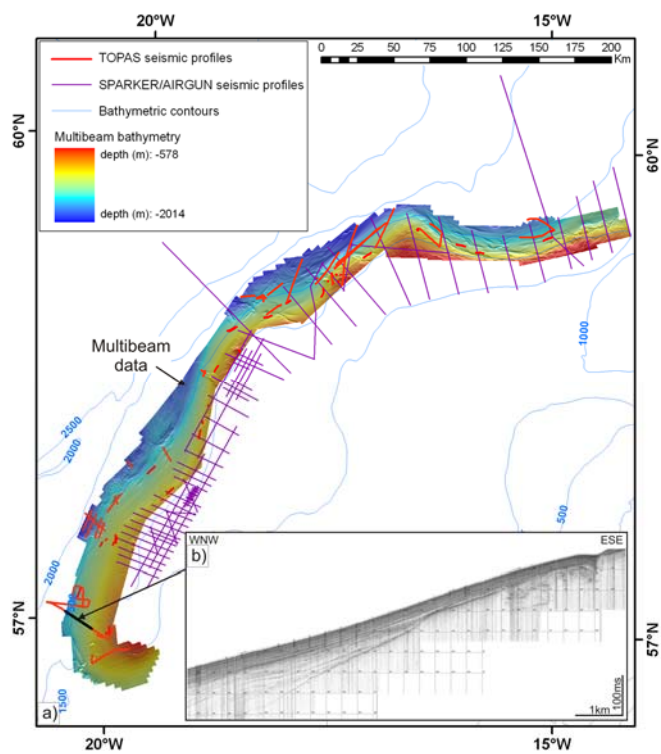 20°W
15°W
TOPAS seismic profiles
SPARKER/AIRGUN seismic profiles
Bathymetric contours
Multibeam bathymetry
depth (m): -578
depth (m): -2014
0 25 50 75 100 125 150 175 200
Km
60°N
60°N
1000
Multibeam
data
2500
2000
500
WNW
ESE
b)
2000
57°N
57°N
1500
1km
100ms
a)
20°W
15°W